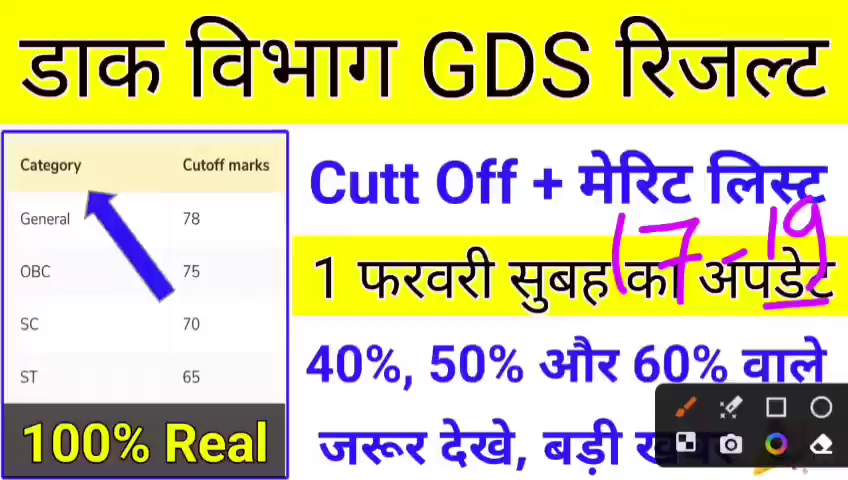 डाक विभाग GDS रिजल्ट
Category Cutoff marks
General 78
OBC 75
SC 70
ST 65
100% Real
Cutt Off + मेरिट लिस्ट
17-19
1 फरवरी सुबह का अपडेट
40%, 50% और 60% वाले
जरूर देखे, बड़ी